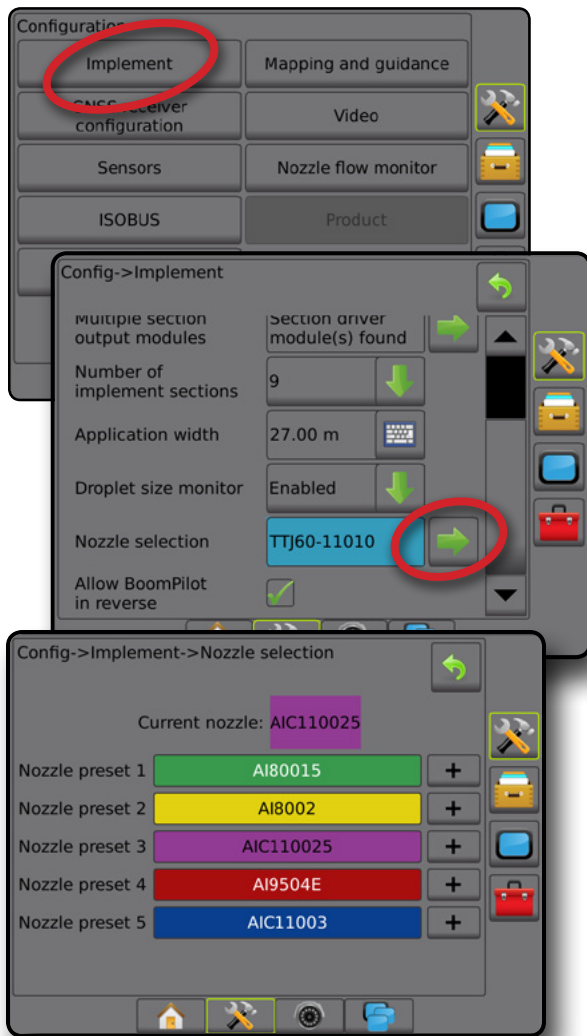 Configuration
Implement
Mapping and guidance
GNSS receiver
configuration
Video
Sensors
Nozzle flow monitor
ISOBUS
Product
Config->Implement
Multiple section
output modules
Section driver
module(s) found
Number of
implement sections
9
Application width
27.00 m
Droplet size monitor
Enabled
Nozzle selection
TTJ60-11010
Allow BoomPilot
in reverse
Config->Implement->Nozzle selection
Current nozzle: AIC110025
Nozzle preset 1 AI80015 +
Nozzle preset 2 AI8002 +
Nozzle preset 3 AIC110025 +
Nozzle preset 4 AI9504E +
Nozzle preset 5 AIC11003 +